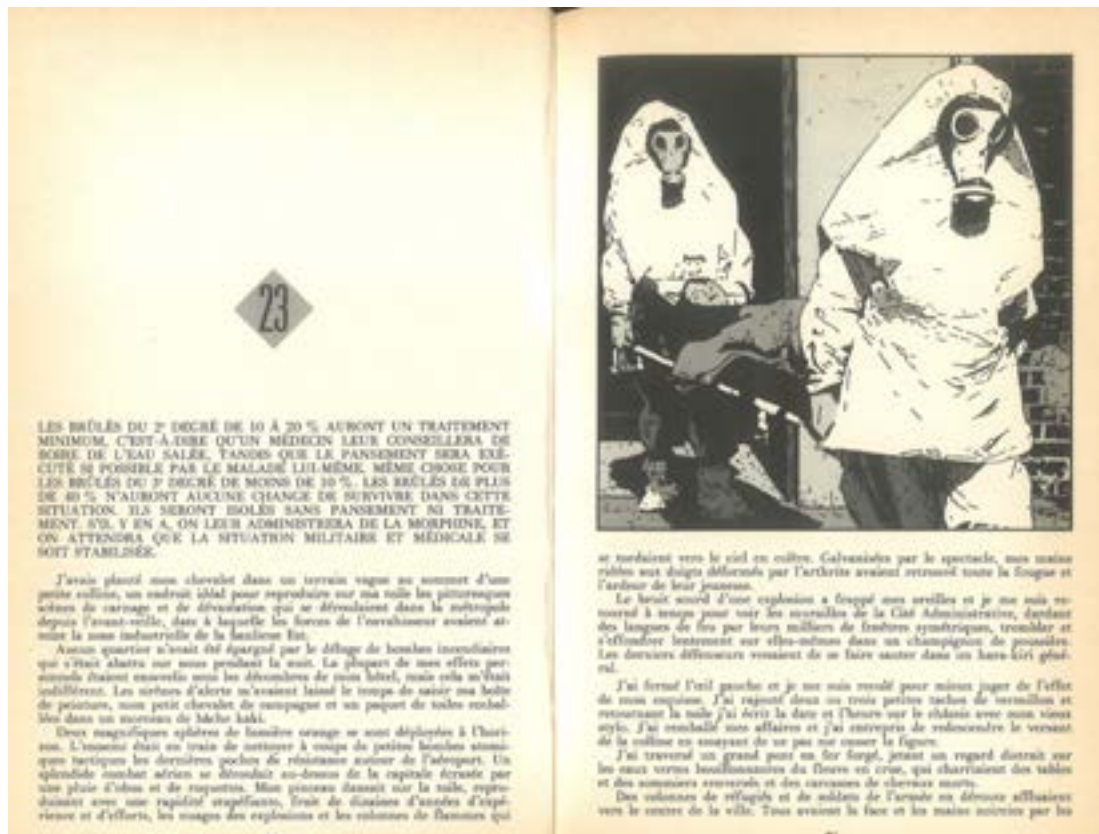 23
LES BRÛLÉS DU 2ᵉ DEGRÉ DE 10 À 20 % AURONT UN TRAITEMENT
MINIMUM, C'EST-À-DIRE QU'UN MÉDECIN LEUR CONSEILLERA DE
BOIRE DE L'EAU SALÉE, TANDIS QUE LE PANSEMENT SERA EXÉ-
CUTÉ SI POSSIBLE PAR LE MALADE LUI-MÊME. MÊME CHOSE POUR
LES BRÛLÉS DU 3ᵉ DEGRÉ DE MOINS DE 10 %. LES BRÛLÉS DE PLUS
DE 40 % N'AURONT AUCUNE CHANCE DE SURVIVRE DANS CETTE
SITUATION. ILS SERONT ISOLÉS SANS PANSEMENT NI TRAITE-
MENT. S'IL Y EN A, ON LEUR ADMINISTRERA DE LA MORPHINE, ET
ON ATTENDRA QUE LA SITUATION MILITAIRE ET MÉDICALE SE
SOIT STABILISÉE.
J'avais planté mon chevalet dans un terrain vague au sommet d'une
petite colline, un endroit idéal pour reproduire sur ma toile les pittoresques
scènes de carnage et de dévastation qui se déroulaient dans la métropole
depuis l'avant-veille, date à laquelle les forces de l'envahisseur avaient at-
teint la zone industrielle de la banlieue Est.
Aucun quartier n'avait été épargné par le déluge de bombes incendiaires
qui s'était abattu sur nous pendant la nuit. La plupart de mes effets per-
sonnels étaient ensevelis sous les décombres de mon hôtel, mais cela m'était
indifférent. Les sirènes d'alerte m'avaient laissé le temps de saisir ma boîte
de peinture, mon petit chevalet de campagne et un paquet de toiles embal-
lées dans un morceau de bâche kaki.
Deux magnifiques sphères de lumière orange se sont déployées à l'hori-
zon. L'ennemi était en train de nettoyer à coups de petites bombes atomi-
ques tactiques les dernières poches de résistance autour de l'aéroport. Un
splendide combat aérien se déroulait au-dessus de la capitale écrasée par
une pluie d'obus et de roquettes. Mon pinceau dansait sur la toile, repro-
duisant avec une rapidité stupéfiante, fruit de dizaines d'années d'expé-
rience et d'efforts, les nuages des explosions et les colonnes de flammes qui
se tordaient vers le ciel en colère. Galvanisées par le spectacle, mes mains
ridées aux doigts déformés par l'arthrite avaient retrouvé toute la fougue et
l'ardeur de leur jeunesse.
Le bruit sourd d'une explosion a frappé mes oreilles et je me suis re-
tourné à temps pour voir les murailles de la Cité Administrative, dardant
des langues de feu par leurs milliers de fenêtres symétriques, trembler et
s'effondrer lentement sur elles-mêmes dans un champignon de poussière.
Les derniers défenseurs venaient de se faire sauter dans un hara-kiri géné-
ral.
J'ai fermé l'œil gauche et je me suis reculé pour mieux juger de l'effet
de mon esquisse. J'ai rajouté deux ou trois petites taches de vermillon et
retournant la toile j'ai écrit la date et l'heure sur le châssis avec mon vieux
stylo. J'ai remballé mes affaires et j'ai entrepris de redescendre le versant
de la colline en essayant de ne pas me casser la figure.
J'ai traversé un grand pont en fer forgé, jetant un regard distrait sur
les eaux vertes bouillonnantes du fleuve en crue, qui charriaient des tables
et des sommiers renversés et des carcasses de chevaux morts.
Des colonnes de réfugiés et de soldats de l'armée en déroute affluaient
vers le centre de la ville. Tous avaient la face et les mains noircies par les